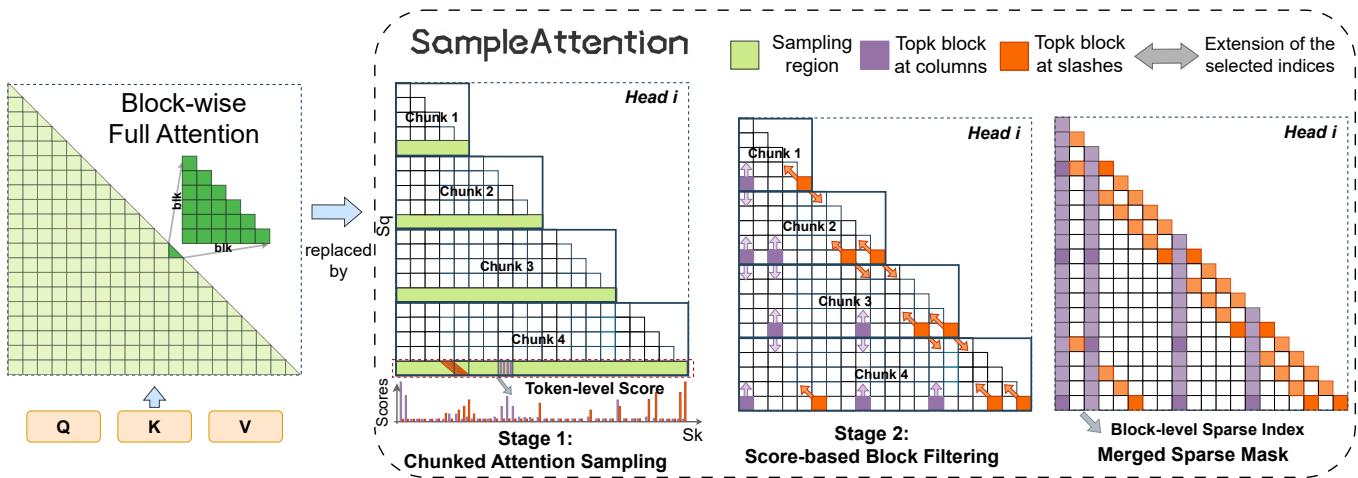 SampleAttention
Sampling
region
Topk block
at columns
Topk block
at slashes
Extension of the
selected indices
Block-wise
Full Attention
blk
blk
replaced
by
Q
K
V
Head i
Chunk 1
Chunk 2
Chunk 3
Chunk 4
Sq
Scores
Token-level Score
Sk
Stage 1:
Chunked Attention Sampling
Head i
Chunk 1
Chunk 2
Chunk 3
Chunk 4
Stage 2:
Score-based Block Filtering
Head i
Block-level Sparse Index
Merged Sparse Mask